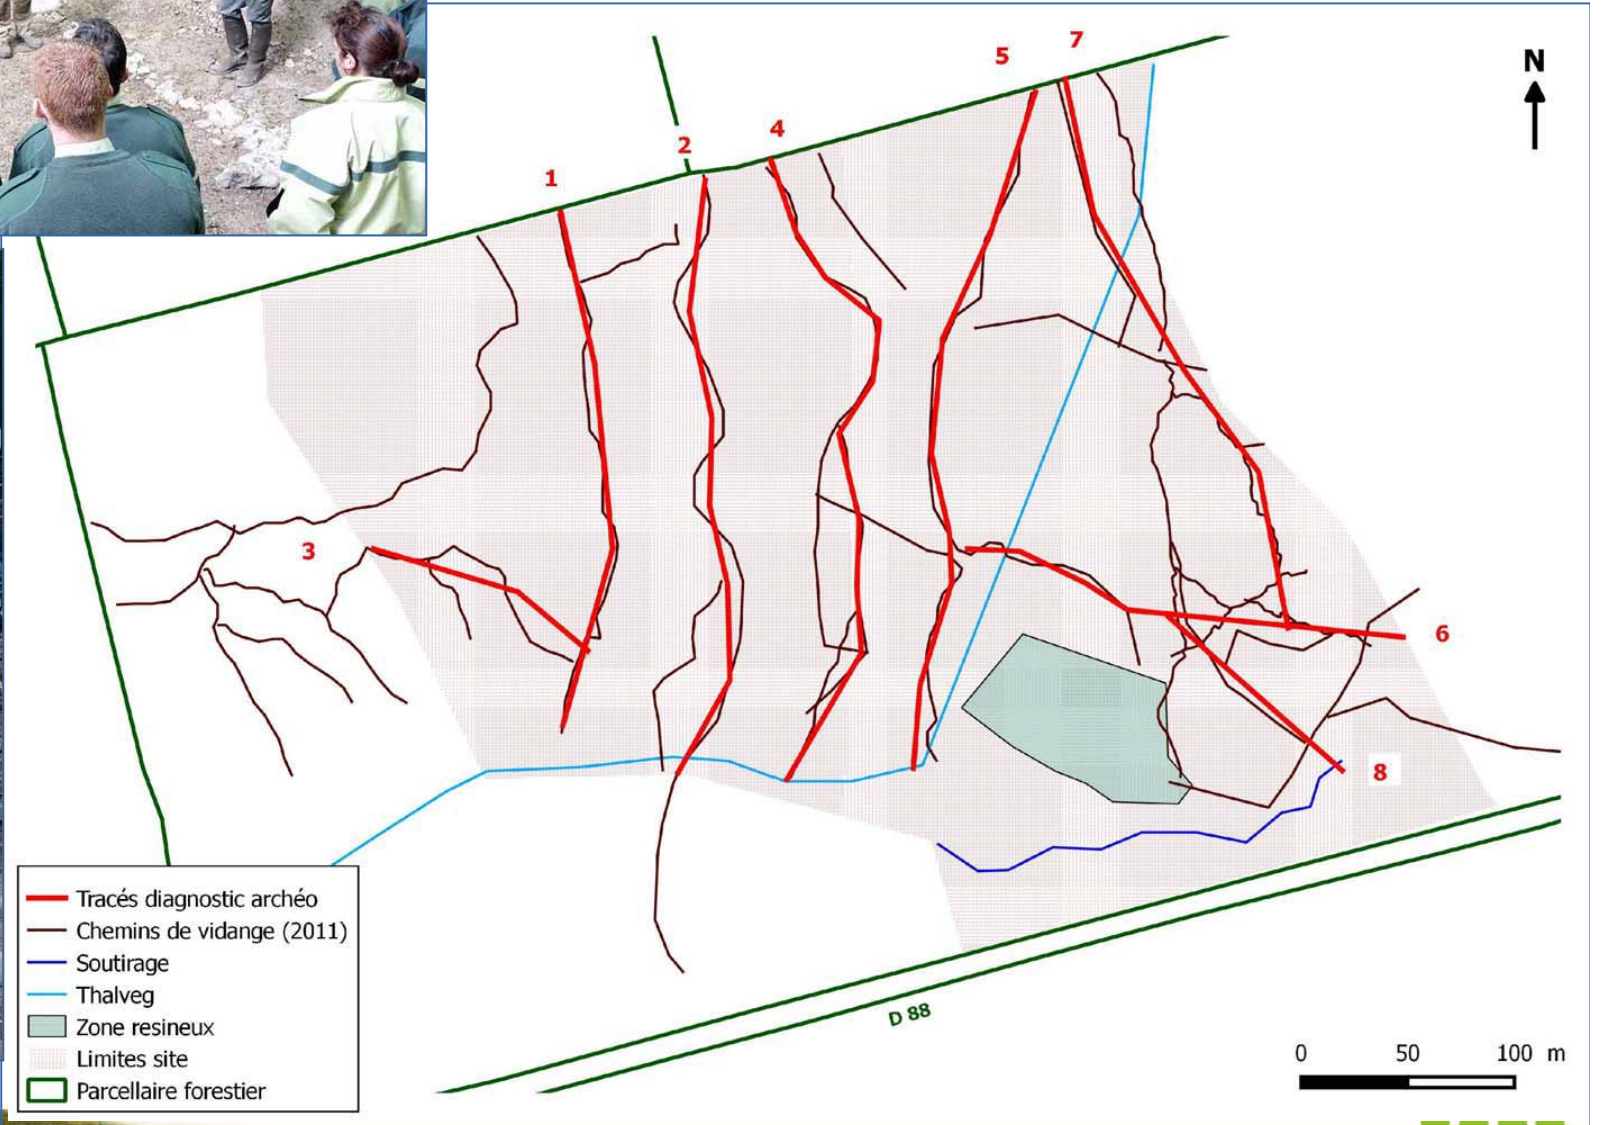 7
5
N
4
2
1
3
6
8
Tracés diagnostic archéo
Chemins de vidange (2011)
Soutirage
Thalveg
Zone resineux
Limites site
Parcellaire forestier
D 88
0 50 100 m